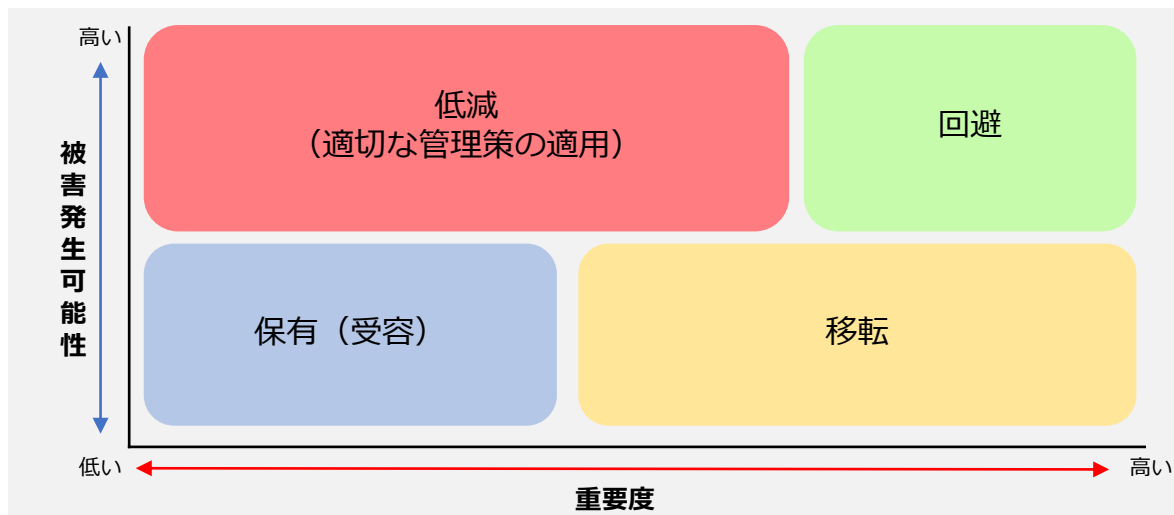 高い
低減
（適切な管理策の適用）
回避
被害発生可能性
保有（受容）
移転
低い
高い
重要度